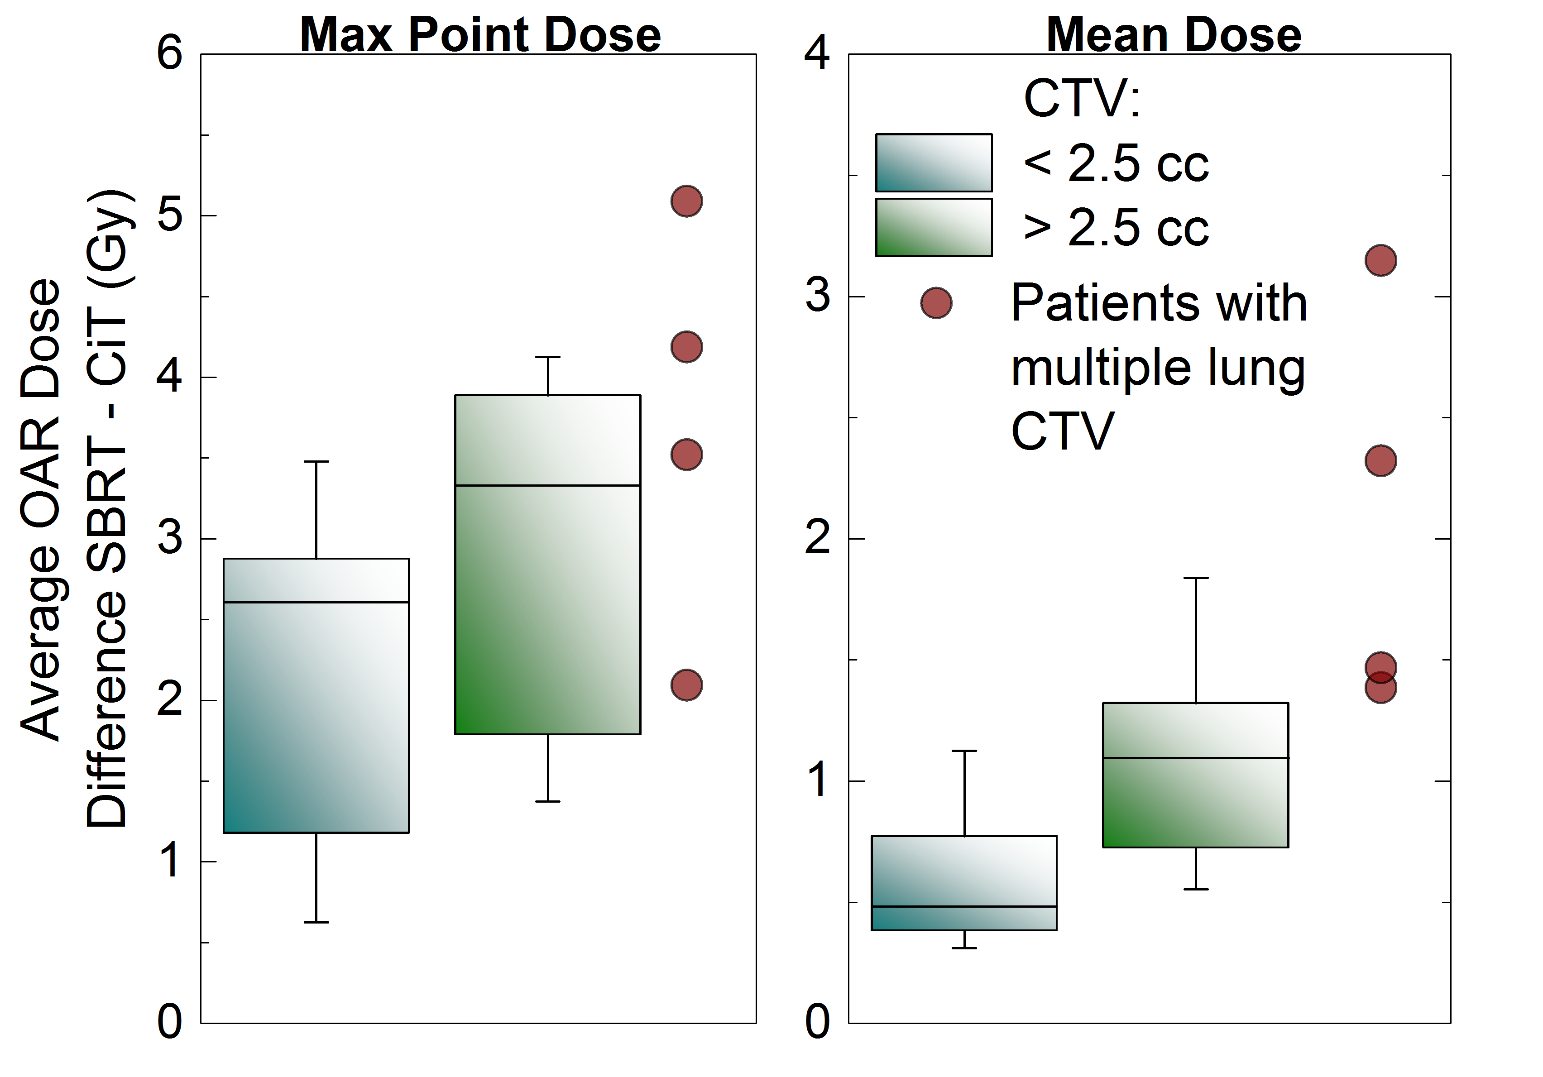 Max Point Dose
Mean Dose
Average OAR Dose
Difference SBRT - CiT (Gy)
6
5
4
3
2
1
0
4
3
2
1
0
CTV:
< 2.5 cc
> 2.5 cc
Patients with
multiple lung
CTV